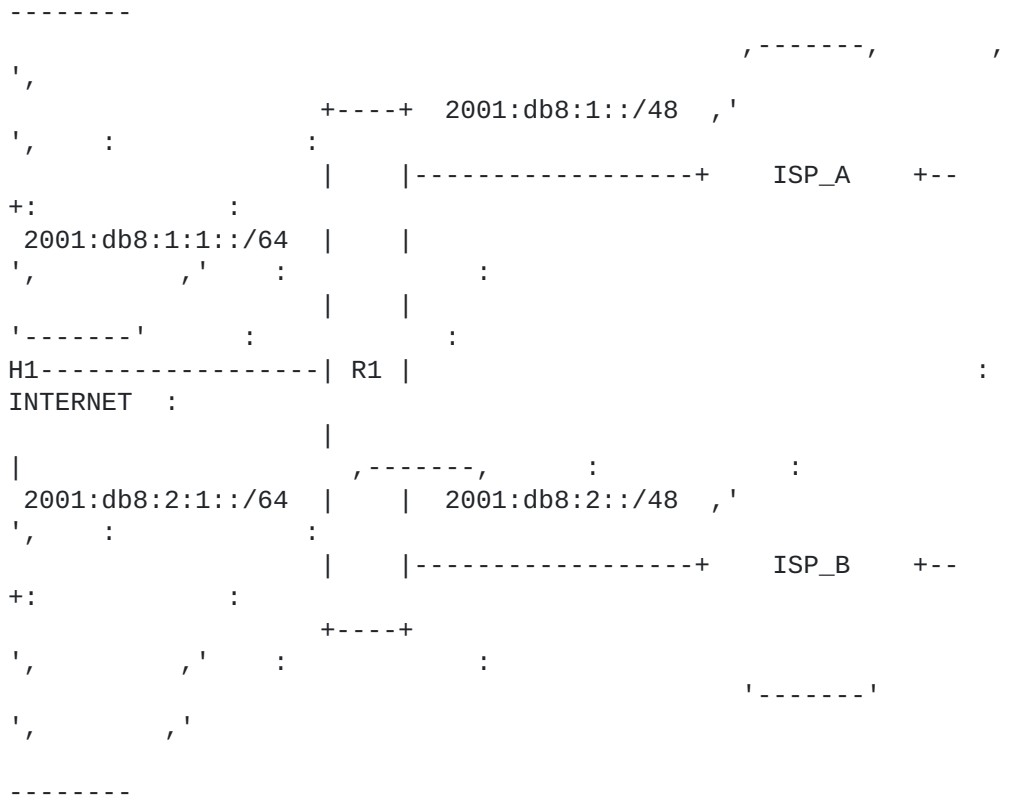 --------
                                               ,-------,       ,
',
                    +----+  2001:db8:1::/48  ,'
',    :            :
                    |    |------------------+    ISP_A    +--
+:            :
 2001:db8:1:1::/64  |    |
',         ,'    :            :
                    |    |
'-------'      :            :
H1------------------| R1 |                                    :
INTERNET  :
                    |
|                     ,-------,      :            :
 2001:db8:2:1::/64  |    |  2001:db8:2::/48  ,'
',    :            :
                    |    |------------------+    ISP_B    +--
+:            :
                    +----+
',         ,'    :            :
                                               '-------'
',        ,'

--------